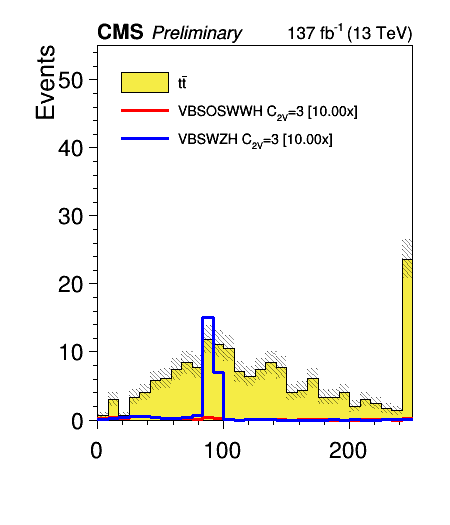 CMS Preliminary 137 fb⁻¹ (13 TeV)
Events
50
40
30
20
10
0
tt̄
VBSOSWWH C₂ᵥ=3 [10.00x]
VBSWZH C₂ᵥ=3 [10.00x]
0 100 200